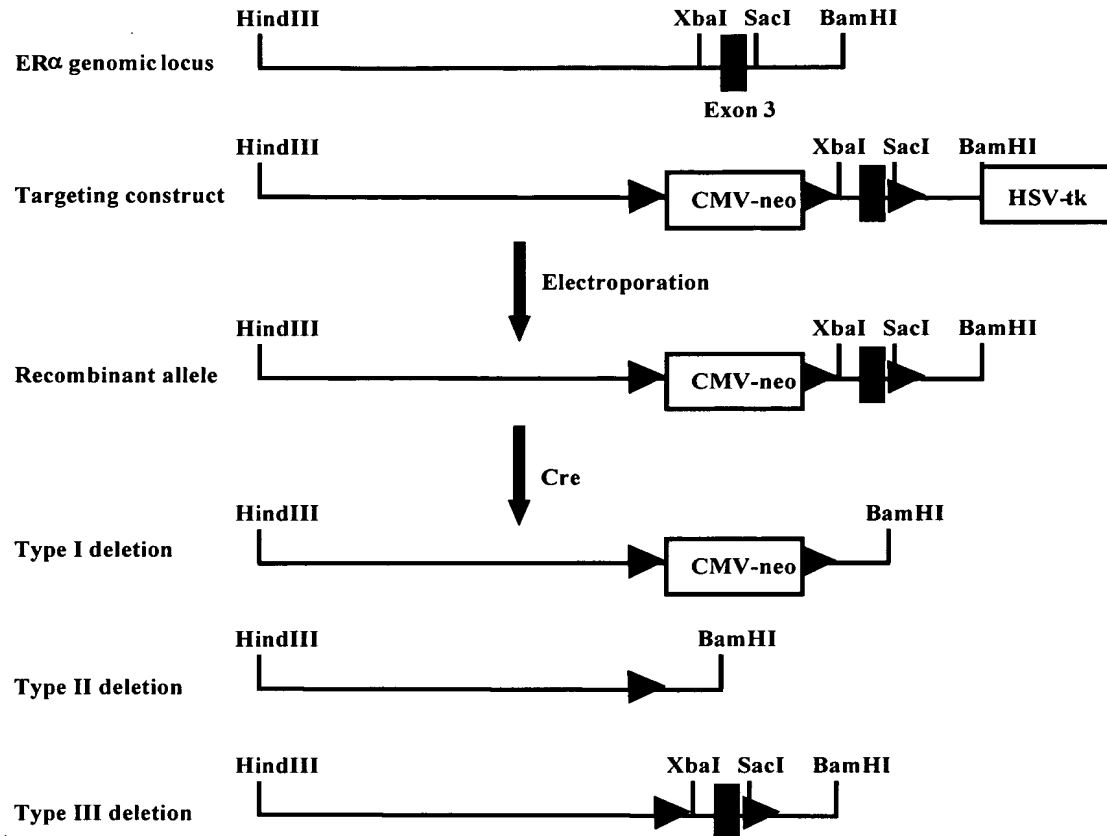 HindIII XbaI SacI BamHI
ERα genomic locus
Exon 3
HindIII XbaI SacI BamHI
Targeting construct CMV-neo HSV-tk
Electroporation
HindIII XbaI SacI BamHI
Recombinant allele CMV-neo
Cre
HindIII BamHI
Type I deletion CMV-neo
HindIII BamHI
Type II deletion
HindIII XbaI SacI BamHI
Type III deletion